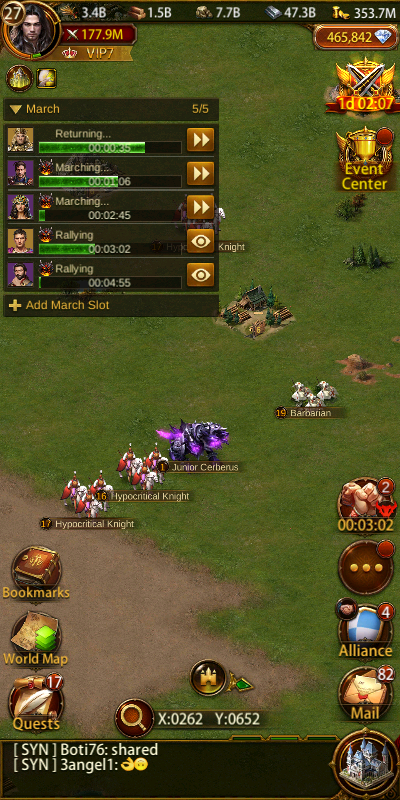 27 3.4B 1.5B 7.7B 47.3B 353.7M
177.9M 465,842
VIP7
1d 02:07
March 5/5
Returning...
00:00:35
Marching...
00:01:06
Marching...
00:02:45
Rallying
00:03:02
Rallying
00:04:55
Add March Slot
Event
Center
Knight
19 Barbarian
1 Junior Cerberus
16 Hypocritical Knight
17 Hypocritical Knight
2
00:03:02
Bookmarks
4
Alliance
World Map
82
Mail
17
Quests
X:0262 Y:0652
[ SYN ] Boti76: shared
[ SYN ] 3angel1: 👌😊